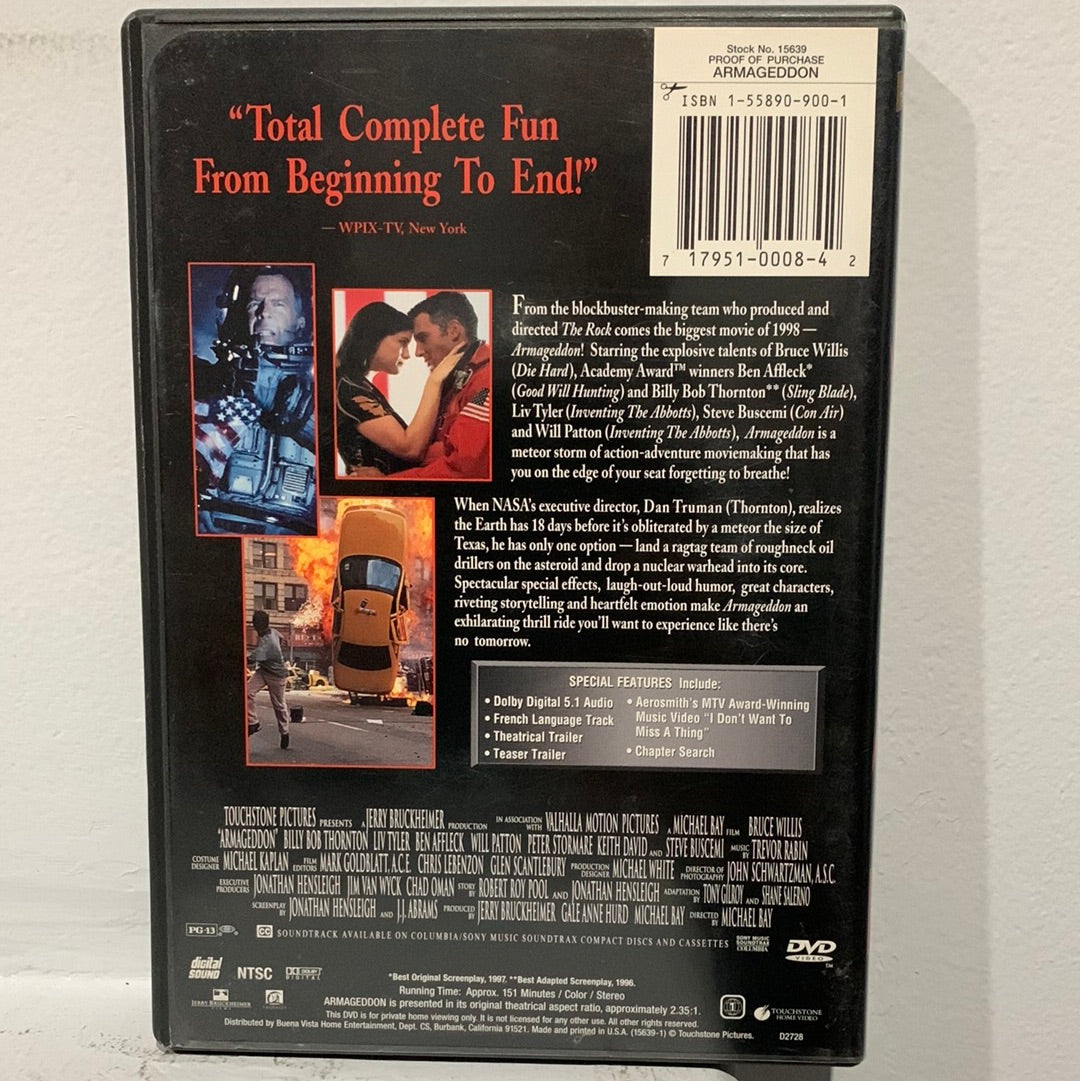 Stock No. 15639
PROOF OF PURCHASE
ARMAGEDDON
ISBN 1-55890-900-1
7 17951-0008-4 2
“Total Complete Fun
From Beginning To End!”
— WPIX-TV, New York
From the blockbuster-making team who produced and
directed The Rock comes the biggest movie of 1998 —
Armageddon! Starring the explosive talents of Bruce Willis
(Die Hard), Academy Award™ winners Ben Affleck*
(Good Will Hunting) and Billy Bob Thornton** (Sling Blade),
Liv Tyler (Inventing The Abbotts), Steve Buscemi (Con Air)
and Will Patton (Inventing The Abbotts), Armageddon is a
meteor storm of action-adventure moviemaking that has
you on the edge of your seat forgetting to breathe!
When NASA's executive director, Dan Truman (Thornton), realizes
the Earth has 18 days before it's obliterated by a meteor the size of
Texas, he has only one option — land a ragtag team of roughneck oil
drillers on the asteroid and drop a nuclear warhead into its core.
Spectacular special effects, laugh-out-loud humor, great characters,
riveting storytelling and heartfelt emotion make Armageddon an
exhilarating thrill ride you'll want to experience like there's
no tomorrow.
SPECIAL FEATURES Include:
• Dolby Digital 5.1 Audio
• French Language Track
• Theatrical Trailer
• Teaser Trailer
• Aerosmith's MTV Award-Winning
Music Video “I Don't Want To
Miss A Thing”
• Chapter Search
TOUCHSTONE PICTURES PRESENTS A JERRY BRUCKHEIMER PRODUCTION IN ASSOCIATION WITH VALHALLA MOTION PICTURES A MICHAEL BAY FILM BRUCE WILLIS
“ARMAGEDDON” BILLY BOB THORNTON LIV TYLER BEN AFFLECK WILL PATTON PETER STORMARE KEITH DAVID AND STEVE BUSCEMI MUSIC BY TREVOR RABIN
COSTUME DESIGNER MICHAEL KAPLAN FILM EDITORS MARK GOLDBLATT, A.C.E. CHRIS LEBENZON GLEN SCANTLEBURY PRODUCTION DESIGNER MICHAEL WHITE DIRECTOR OF PHOTOGRAPHY JOHN SCHWARTZMAN, A.S.C.
EXECUTIVE PRODUCERS JONATHAN HENSLEIGH JIM VAN WYCK CHAD OMAN STORY BY ROBERT ROY POOL AND JONATHAN HENSLEIGH ADAPTATION BY TONY GILROY AND SHANE SALERNO
SCREENPLAY BY JONATHAN HENSLEIGH AND J.J. ABRAMS PRODUCED BY JERRY BRUCKHEIMER GALE ANNE HURD MICHAEL BAY DIRECTED BY MICHAEL BAY
PG-13 CC SOUNDTRACK AVAILABLE ON COLUMBIA/SONY MUSIC SOUNDTRAX COMPACT DISCS AND CASSETTES SONY MUSIC SOUNDTRAX COLUMBIA
DVD
VIDEO
™
digital
SOUND
NTSC
DOLBY
DIGITAL
*Best Original Screenplay, 1997. **Best Adapted Screenplay, 1996.
Running Time: Approx. 151 Minutes / Color / Stereo
ARMAGEDDON is presented in its original theatrical aspect ratio, approximately 2.35:1.
This DVD is for private home viewing only. It is not licensed for any other use. All other rights reserved.
Distributed by Buena Vista Home Entertainment, Dept. CS, Burbank, California 91521. Made and printed in U.S.A. (15639-1) © Touchstone Pictures.
JERRY BRUCKHEIMER
FILMS
1
TOUCHSTONE
HOME VIDEO
D2728